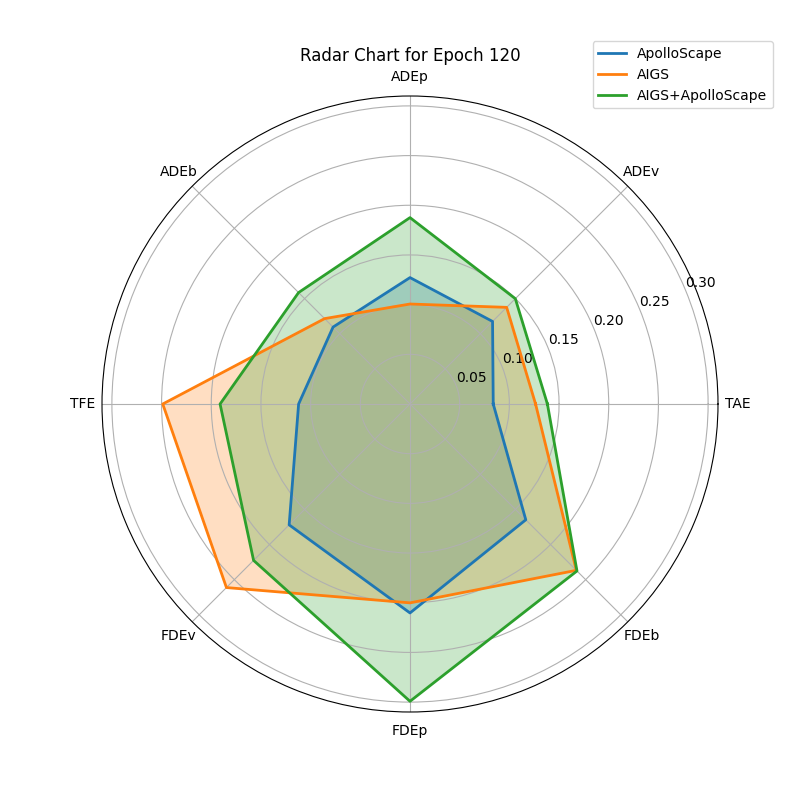 Radar Chart for Epoch 120
ApolloScape
AIGS
AIGS+ApolloScape
ADEp
ADEb
ADEv
0.30
0.25
0.20
0.15
0.10
0.05
TFE
TAE
FDEv
FDEb
FDEp